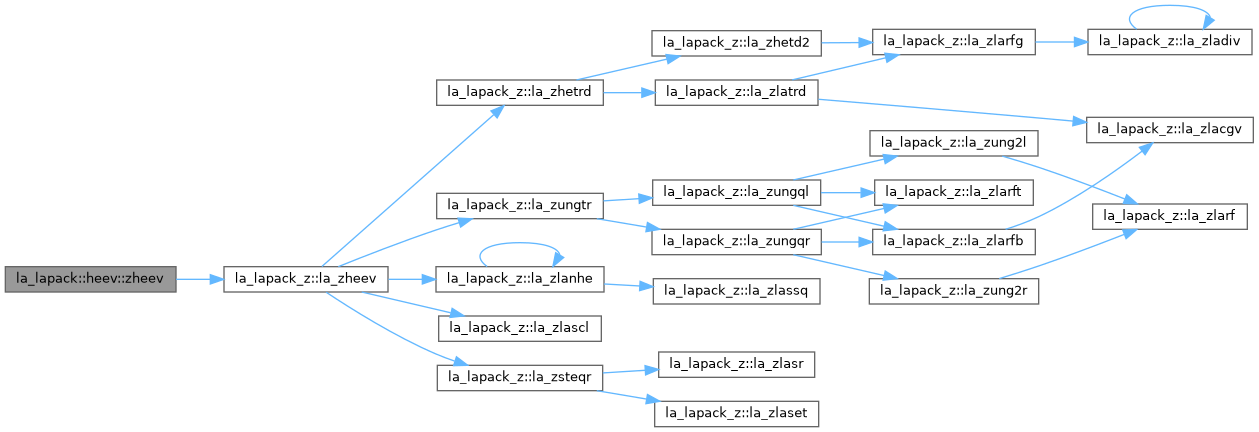 la_lapack::heev::zheev
la_lapack_z::la_zheev
la_lapack_z::la_zhetrd
la_lapack_z::la_zungtr
la_lapack_z::la_zlanhe
la_lapack_z::la_zlascl
la_lapack_z::la_zsteqr
la_lapack_z::la_zhetd2
la_lapack_z::la_zlatrd
la_lapack_z::la_zungql
la_lapack_z::la_zungqr
la_lapack_z::la_zlassq
la_lapack_z::la_zlasr
la_lapack_z::la_zlaset
la_lapack_z::la_zlarfg
la_lapack_z::la_zung2l
la_lapack_z::la_zlarft
la_lapack_z::la_zlarfb
la_lapack_z::la_zung2r
la_lapack_z::la_zladiv
la_lapack_z::la_zlacgv
la_lapack_z::la_zlarf